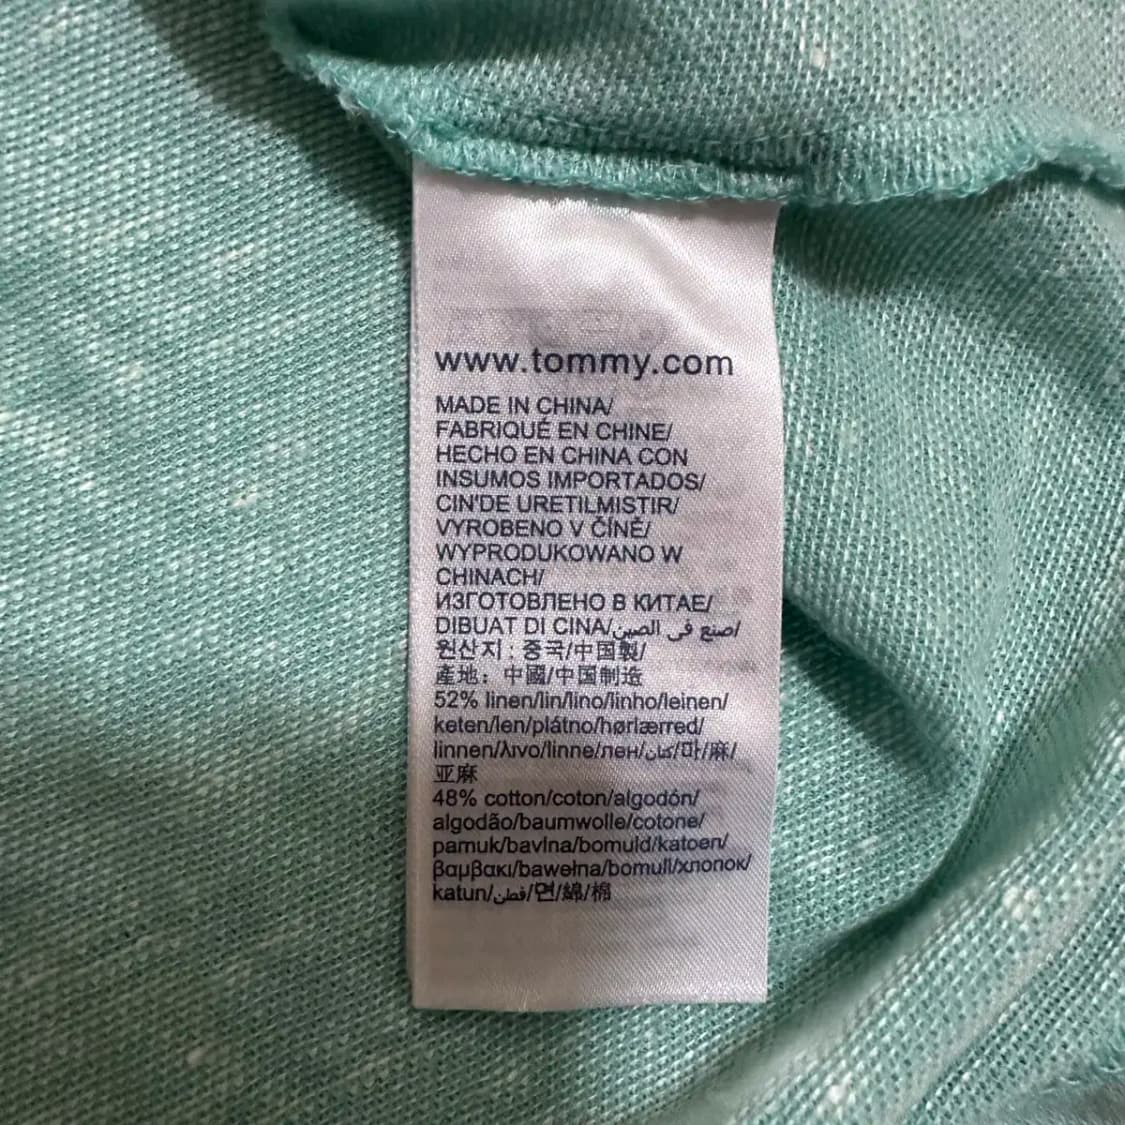 www.tommy.com
MADE IN CHINA/
FABRIQUÉ EN CHINE/
HECHO EN CHINA CON
INSUMOS IMPORTADOS/
CIN'DE URETILMISTIR/
VYROBENO V ČÍNĚ/
WYPRODUKOWANO W
CHINACH/
ИЗГОТОВЛЕНО В КИТАЕ/
DIBUAT DI CINA/صنع في الصين/
원산지 : 중국/中国製/
產地：中國/中国制造
52% linen/lin/lino/linho/leinen/
keten/len/plátno/hørlærred/
linnen/λινο/linne/лен/كتان/마/麻/
亚麻
48% cotton/coton/algodón/
algodão/baumwolle/cotone/
pamuk/bavlna/bomuld/katoen/
βαμβακι/bawełna/bomull/хлопок/
katun/قطن/면/綿/棉